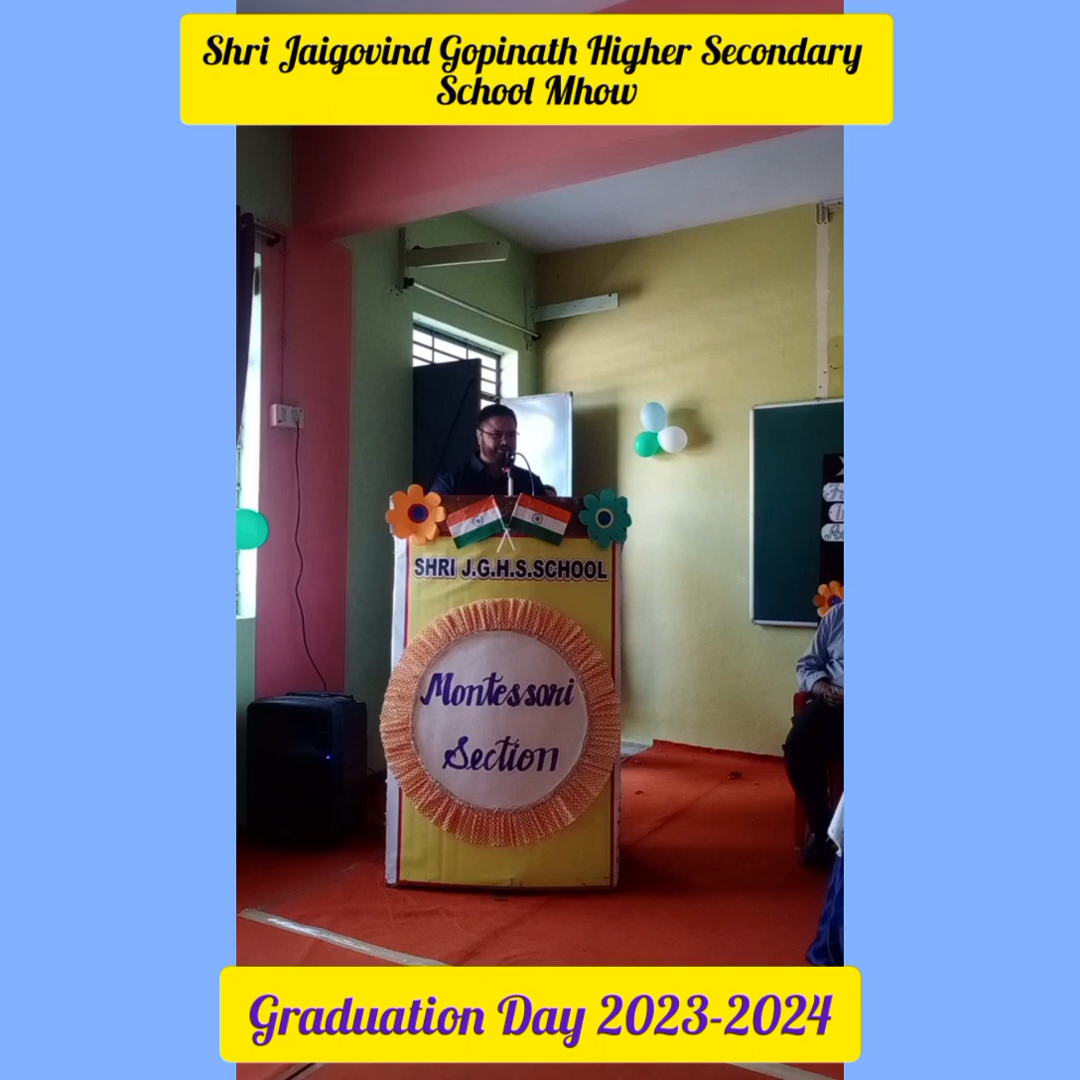 Shri Jaigovind Gopinath Higher Secondary
School Mhow
SHRI J.G.H.S.SCHOOL
Montessori
Section
Graduation Day 2023-2024